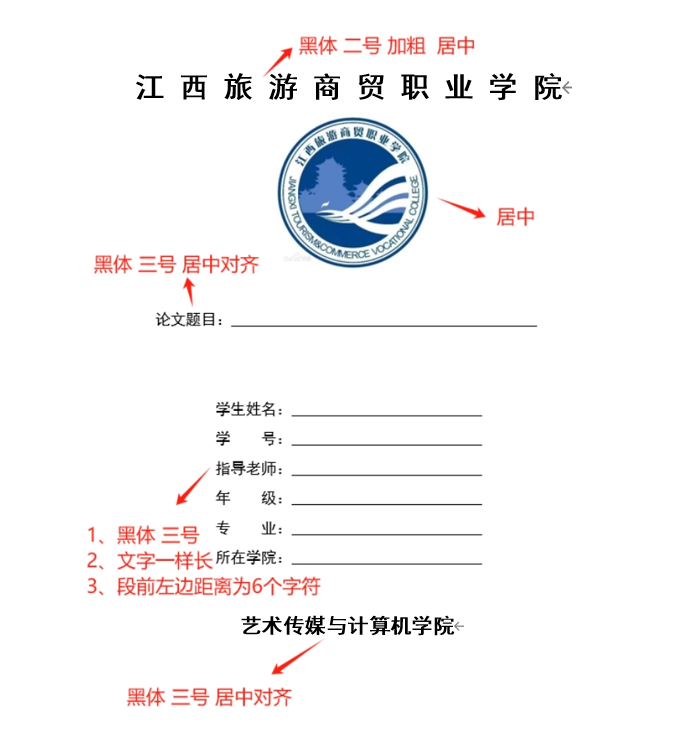 黑体 二号 加粗 居中
江 西 旅 游 商 贸 职 业 学 院
江西旅游商贸职业学院
JIANGXI TOURISM&COMMERCE VOCATIONAL COLLEGE
居中
黑体 三号 居中对齐
论文题目：
学生姓名：
学 号：
指导老师：
年 级：
1、黑体 三号
专 业：
2、文字一样长
所在学院：
3、段前左边距离为6个字符
艺术传媒与计算机学院
黑体 三号 居中对齐